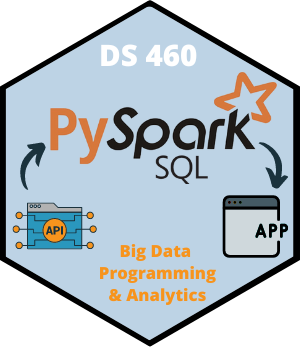 DS 460
PySpark
SQL
API
APP
Big Data
Programming
& Analytics